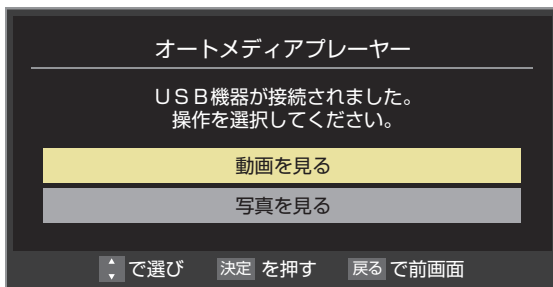 オートメディアプレーヤー
ＵＳＢ機器が接続されました。
操作を選択してください。
動画を見る
写真を見る
で選び 決定 を押す 戻る で前画面